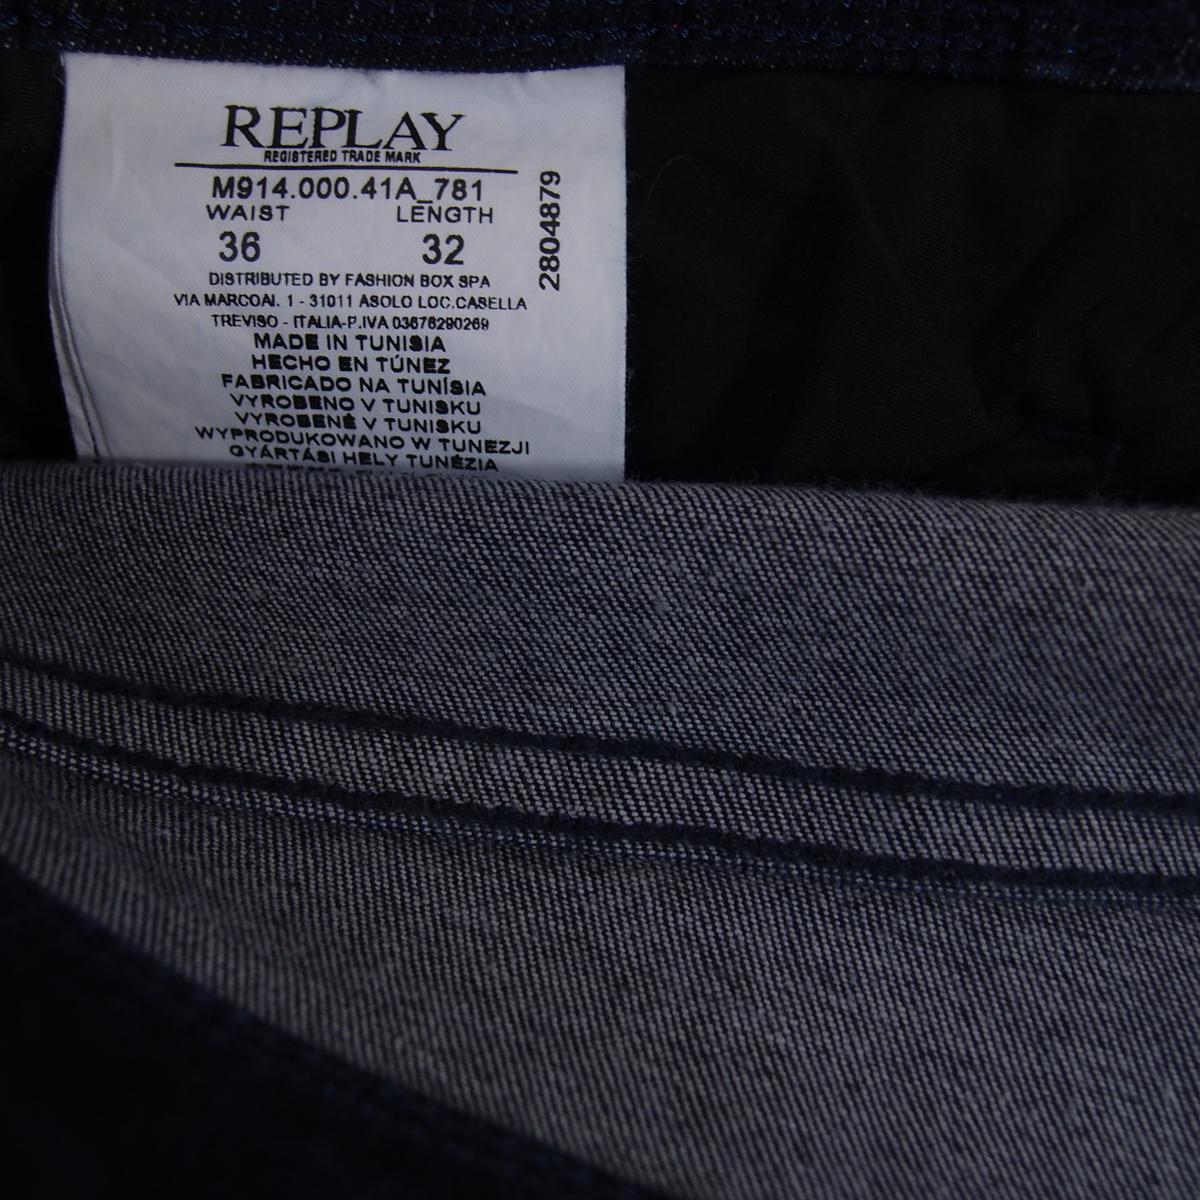 REPLAY
REGISTERED TRADE MARK
M914.000.41A_781
WAIST LENGTH
36 32
2804879
DISTRIBUTED BY FASHION BOX SPA
VIA MARCOAI. 1 - 31011 ASOLO LOC.CASELLA
TREVISO - ITALIA-P.IVA 03676290269
MADE IN TUNISIA
HECHO EN TÚNEZ
FABRICADO NA TUNÍSIA
VYROBENO V TUNISKU
VYROBENÉ V TUNISKU
WYPRODUKOWANO W TUNEZJI
GYÁRTÁSI HELY TUNÉZIA